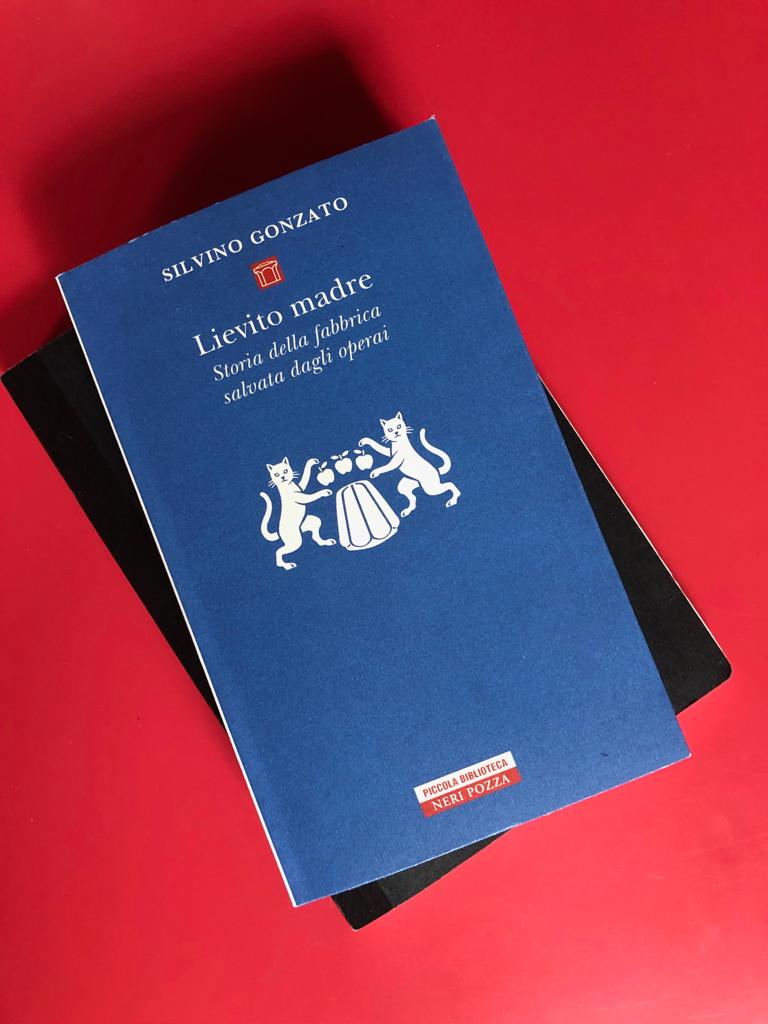 SILVINO GONZATO
Lievito madre
Storia della fabbrica
salvata dagli operai
PICCOLA BIBLIOTECA
NERI POZZA